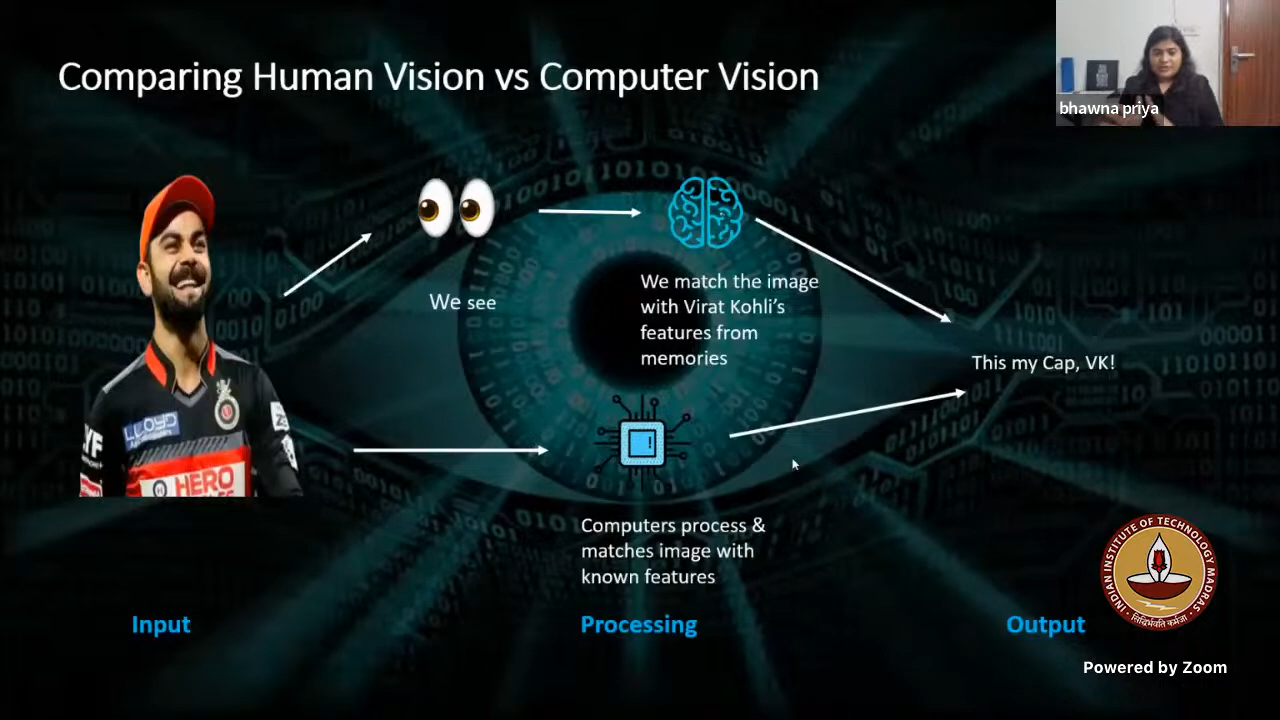 Comparing Human Vision vs Computer Vision
bhawna priya
We see
We match the image
with Virat Kohli's
features from
memories
This my Cap, VK!
LLOYD
HERO
Computers process &
matches image with
known features
Input
Processing
Output
INDIAN INSTITUTE OF TECHNOLOGY MADRAS
सिद्धिर्भवति कर्मजा
Powered by Zoom